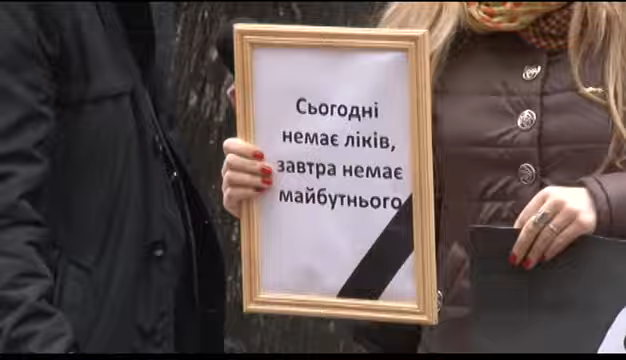 Сьогодні
немає ліків,
завтра немає
майбутнього